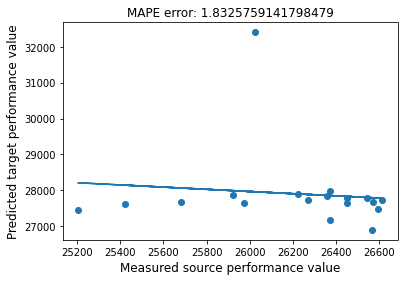 MAPE error: 1.8325759141798479
Predicted target performance value
32000
31000
30000
29000
28000
27000
25200 25400 25600 25800 26000 26200 26400 26600
Measured source performance value